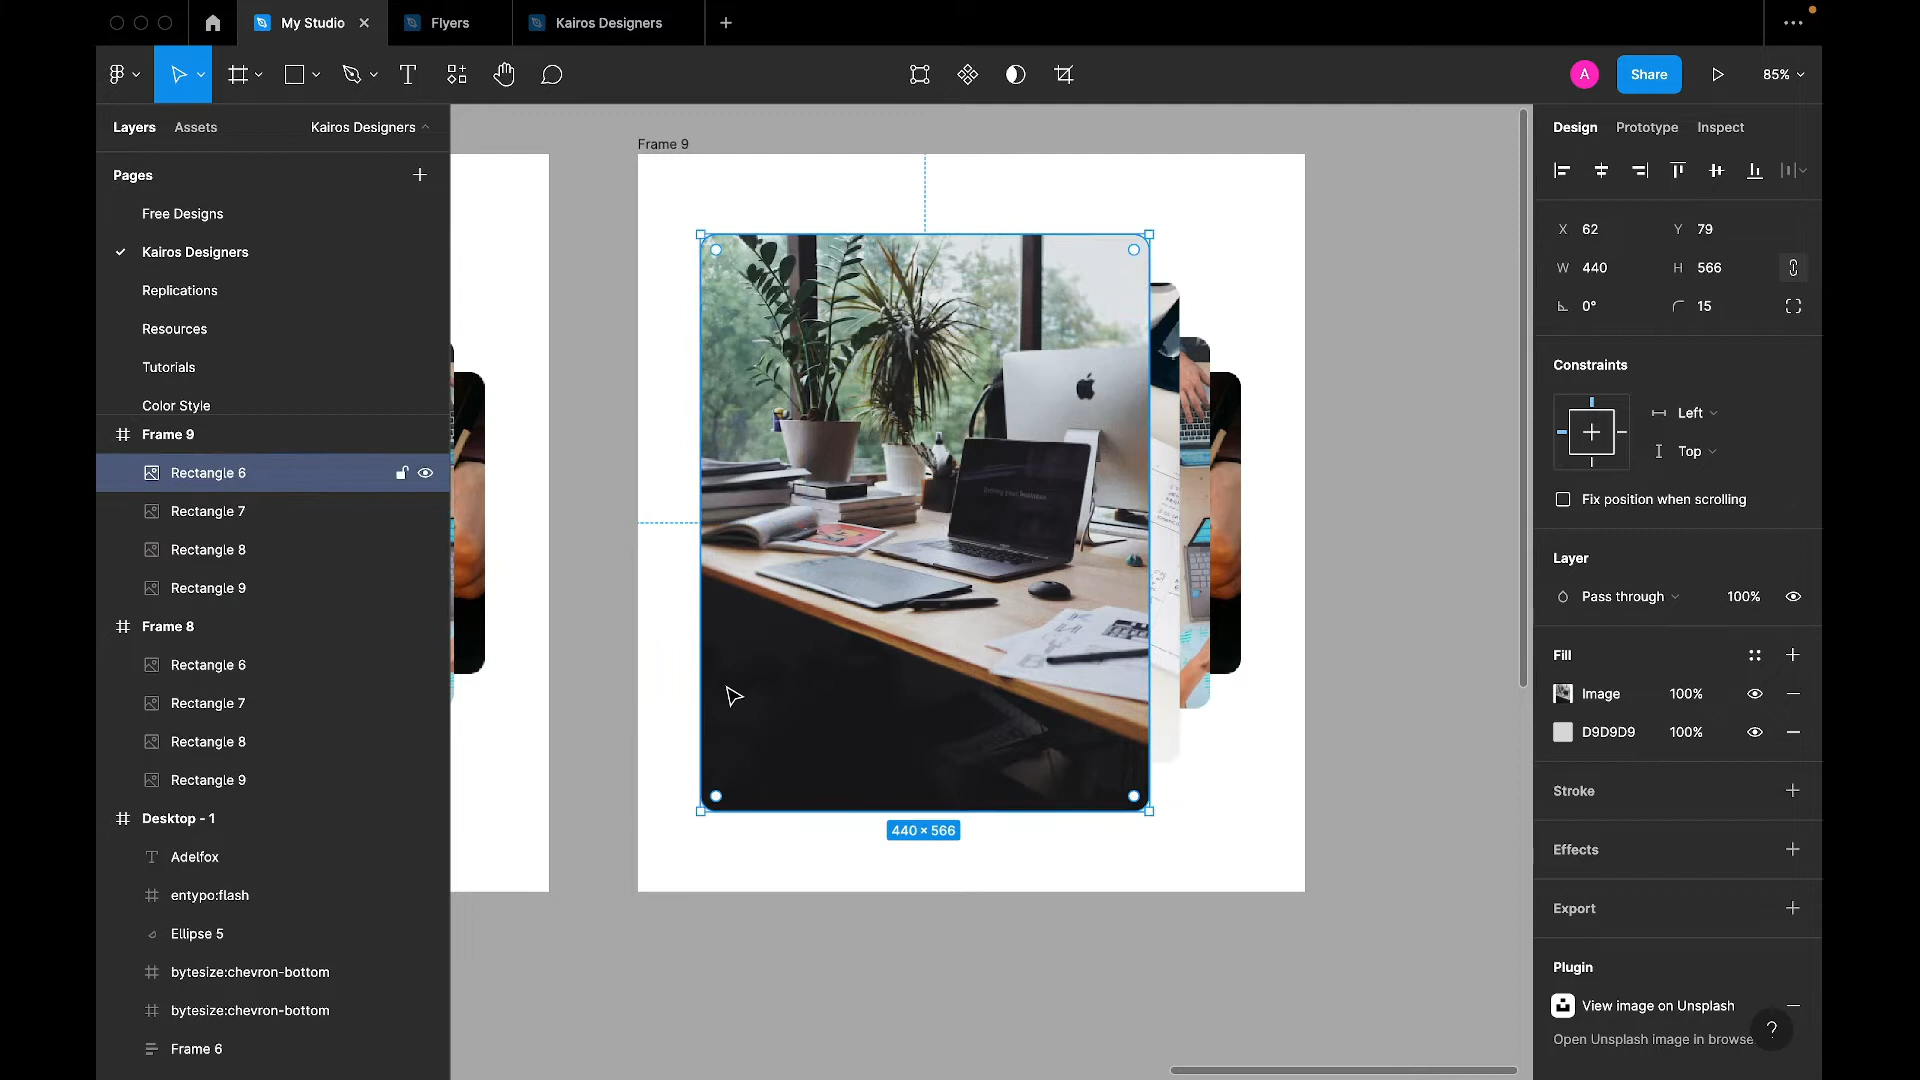 My Studio
Flyers
Kairos Designers
A
Share
85%
Layers
Assets
Kairos Designers
Design
Prototype
Inspect
Pages
Free Designs
Kairos Designers
Replications
Resources
Tutorials
Color Style
Frame 9
Rectangle 6
Rectangle 7
Rectangle 8
Rectangle 9
Frame 8
Rectangle 6
Rectangle 7
Rectangle 8
Rectangle 9
Desktop - 1
Adelfox
entypo:flash
Ellipse 5
bytesize:chevron-bottom
bytesize:chevron-bottom
Frame 6
Frame 9
440 × 566
X 62
Y 79
W 440
H 566
0°
15
Constraints
Left
Top
Fix position when scrolling
Layer
Pass through
100%
Fill
Image 100%
D9D9D9 100%
Stroke
Effects
Export
Plugin
View image on Unsplash
Open Unsplash image in browse
?